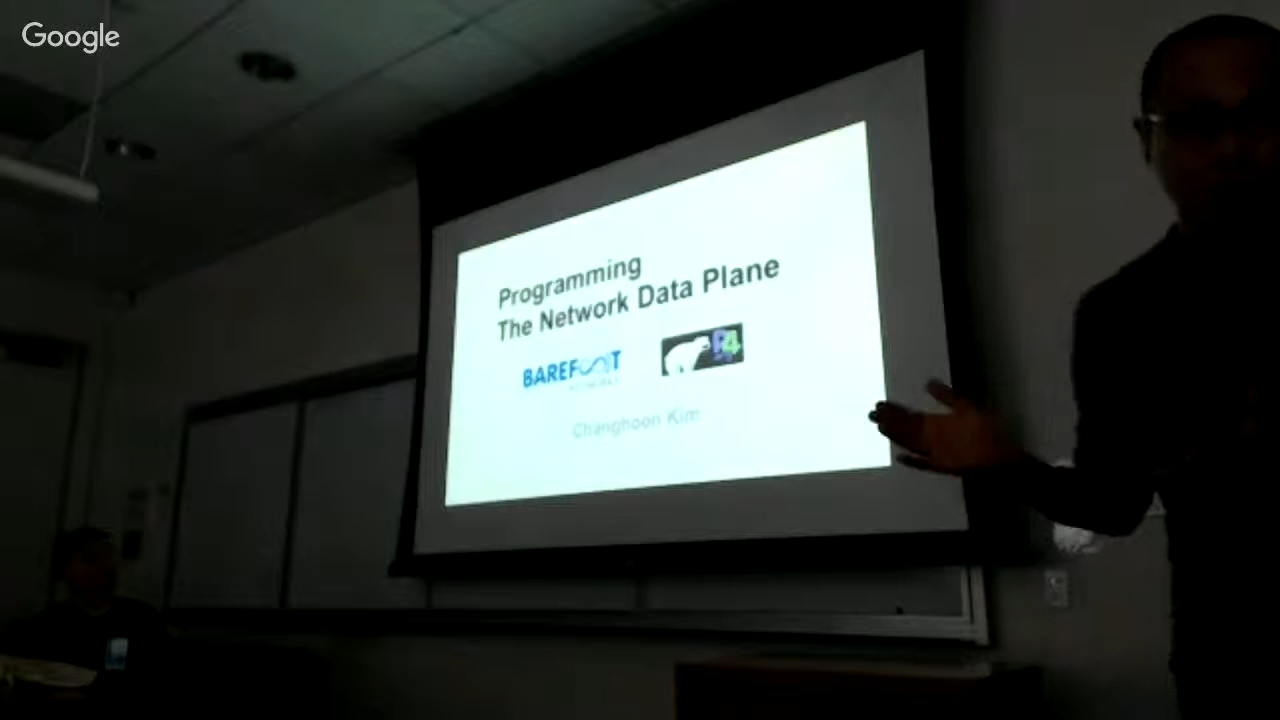 Google
Programming
The Network Data Plane
BAREFOOT
P4
Changhoon Kim